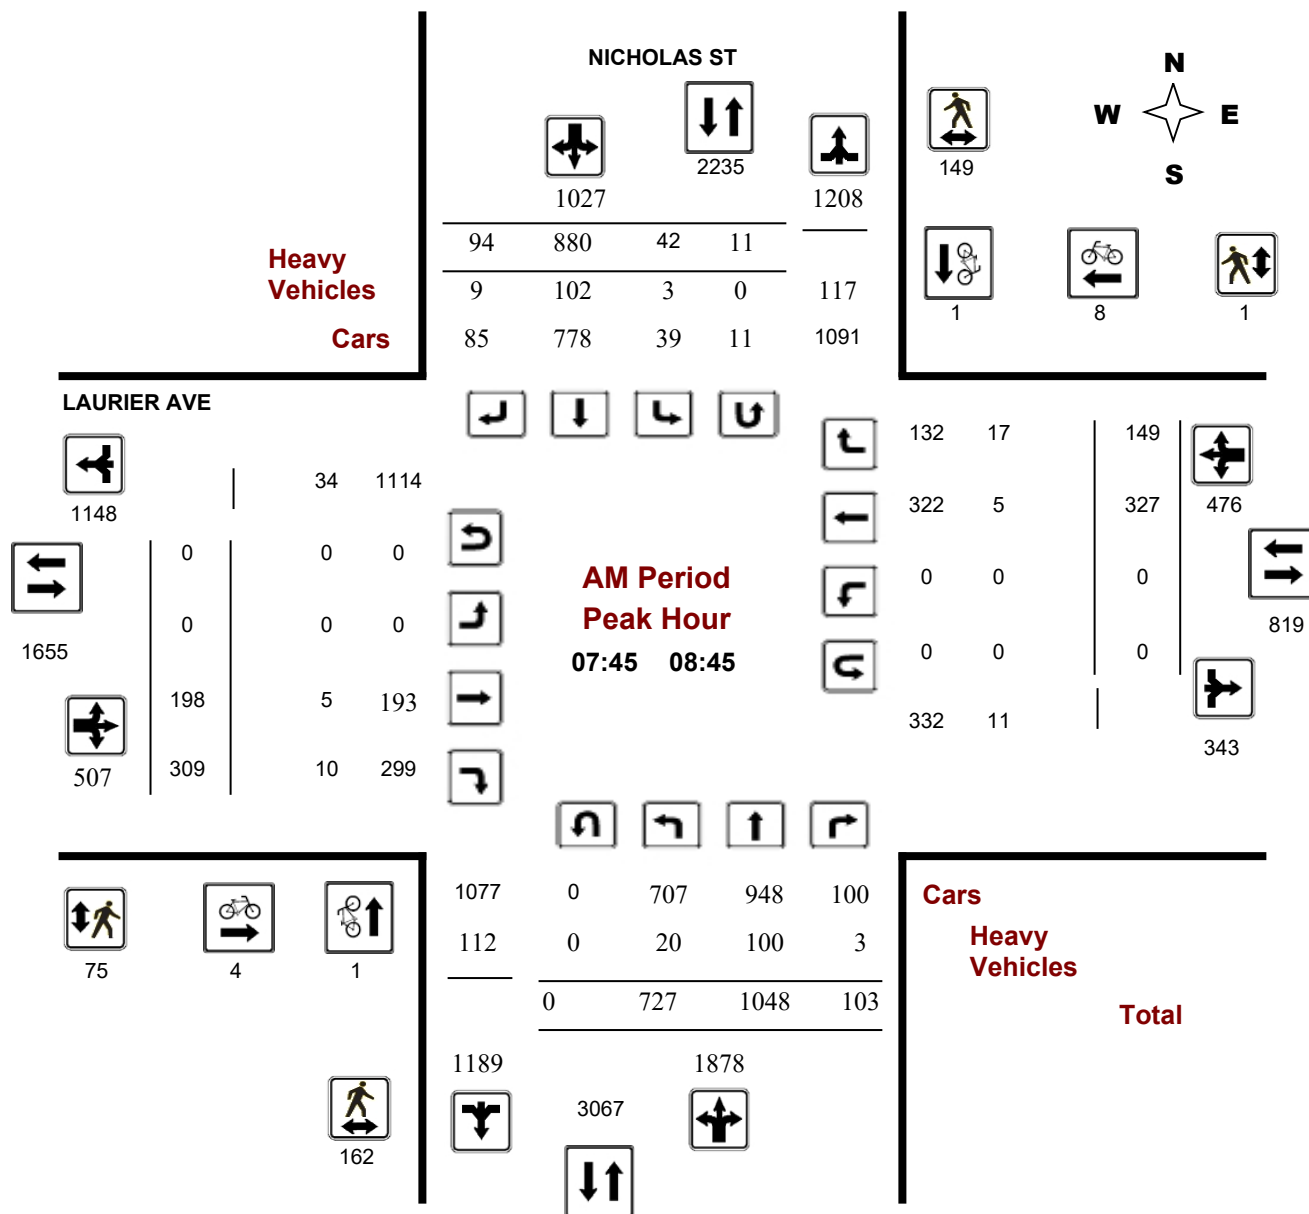 NICHOLAS ST
N
W E
S
2235
149
1027 1208
94 880 42 11
Heavy
Vehicles
9 102 3 0 117
1 8 1
Cars
85 778 39 11 1091
LAURIER AVE
132 17 149
34 1114
1148
322 5 327 476
0 0 0
AM Period
Peak Hour
07:45 08:45
0 0 0
819
0 0 0
1655
0 0 0
198 5 193
332 11
343
507
309 10 299
1077 0 707 948 100
Cars
112 0 20 100 3
Heavy
Vehicles
75 4 1
0 727 1048 103
Total
1189 1878
3067
162